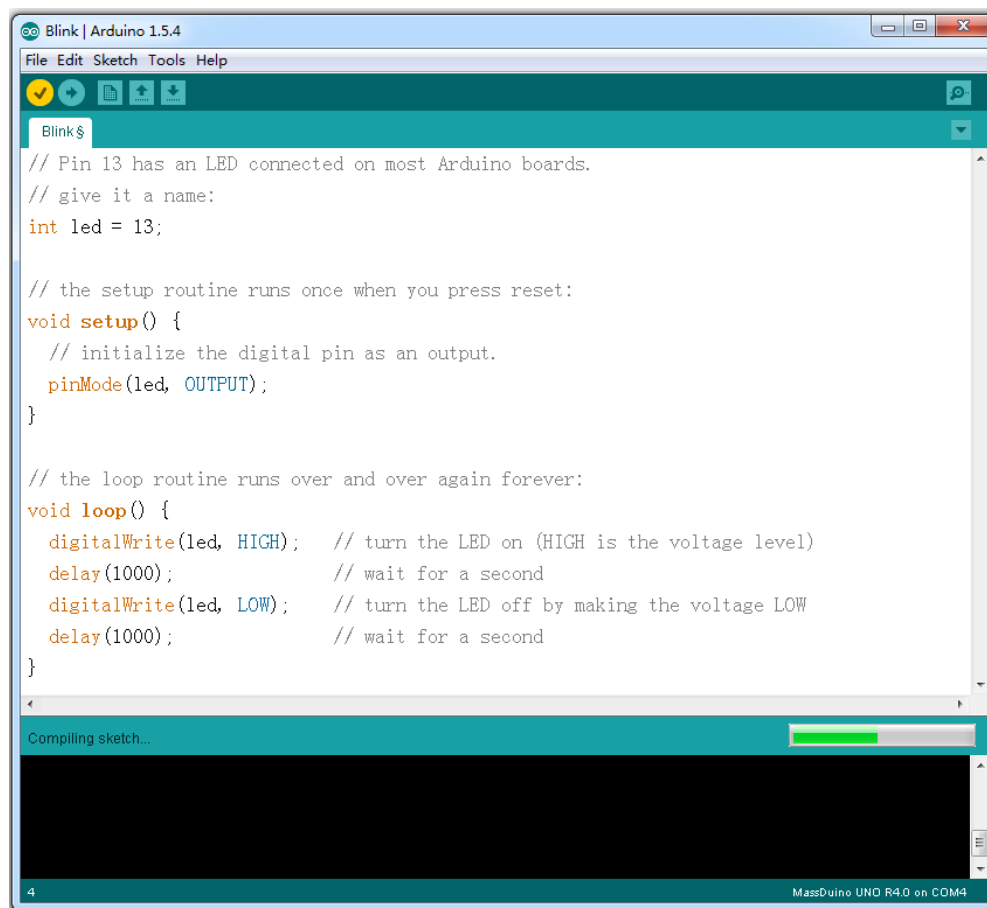 Blink | Arduino 1.5.4
File Edit Sketch Tools Help
Blink §
// Pin 13 has an LED connected on most Arduino boards.
// give it a name:
int led = 13;
// the setup routine runs once when you press reset:
void setup() {
  // initialize the digital pin as an output.
  pinMode(led, OUTPUT);
}
// the loop routine runs over and over again forever:
void loop() {
  digitalWrite(led, HIGH);   // turn the LED on (HIGH is the voltage level)
  delay(1000);               // wait for a second
  digitalWrite(led, LOW);    // turn the LED off by making the voltage LOW
  delay(1000);               // wait for a second
}
Compiling sketch...
4 MassDuino UNO R4.0 on COM4